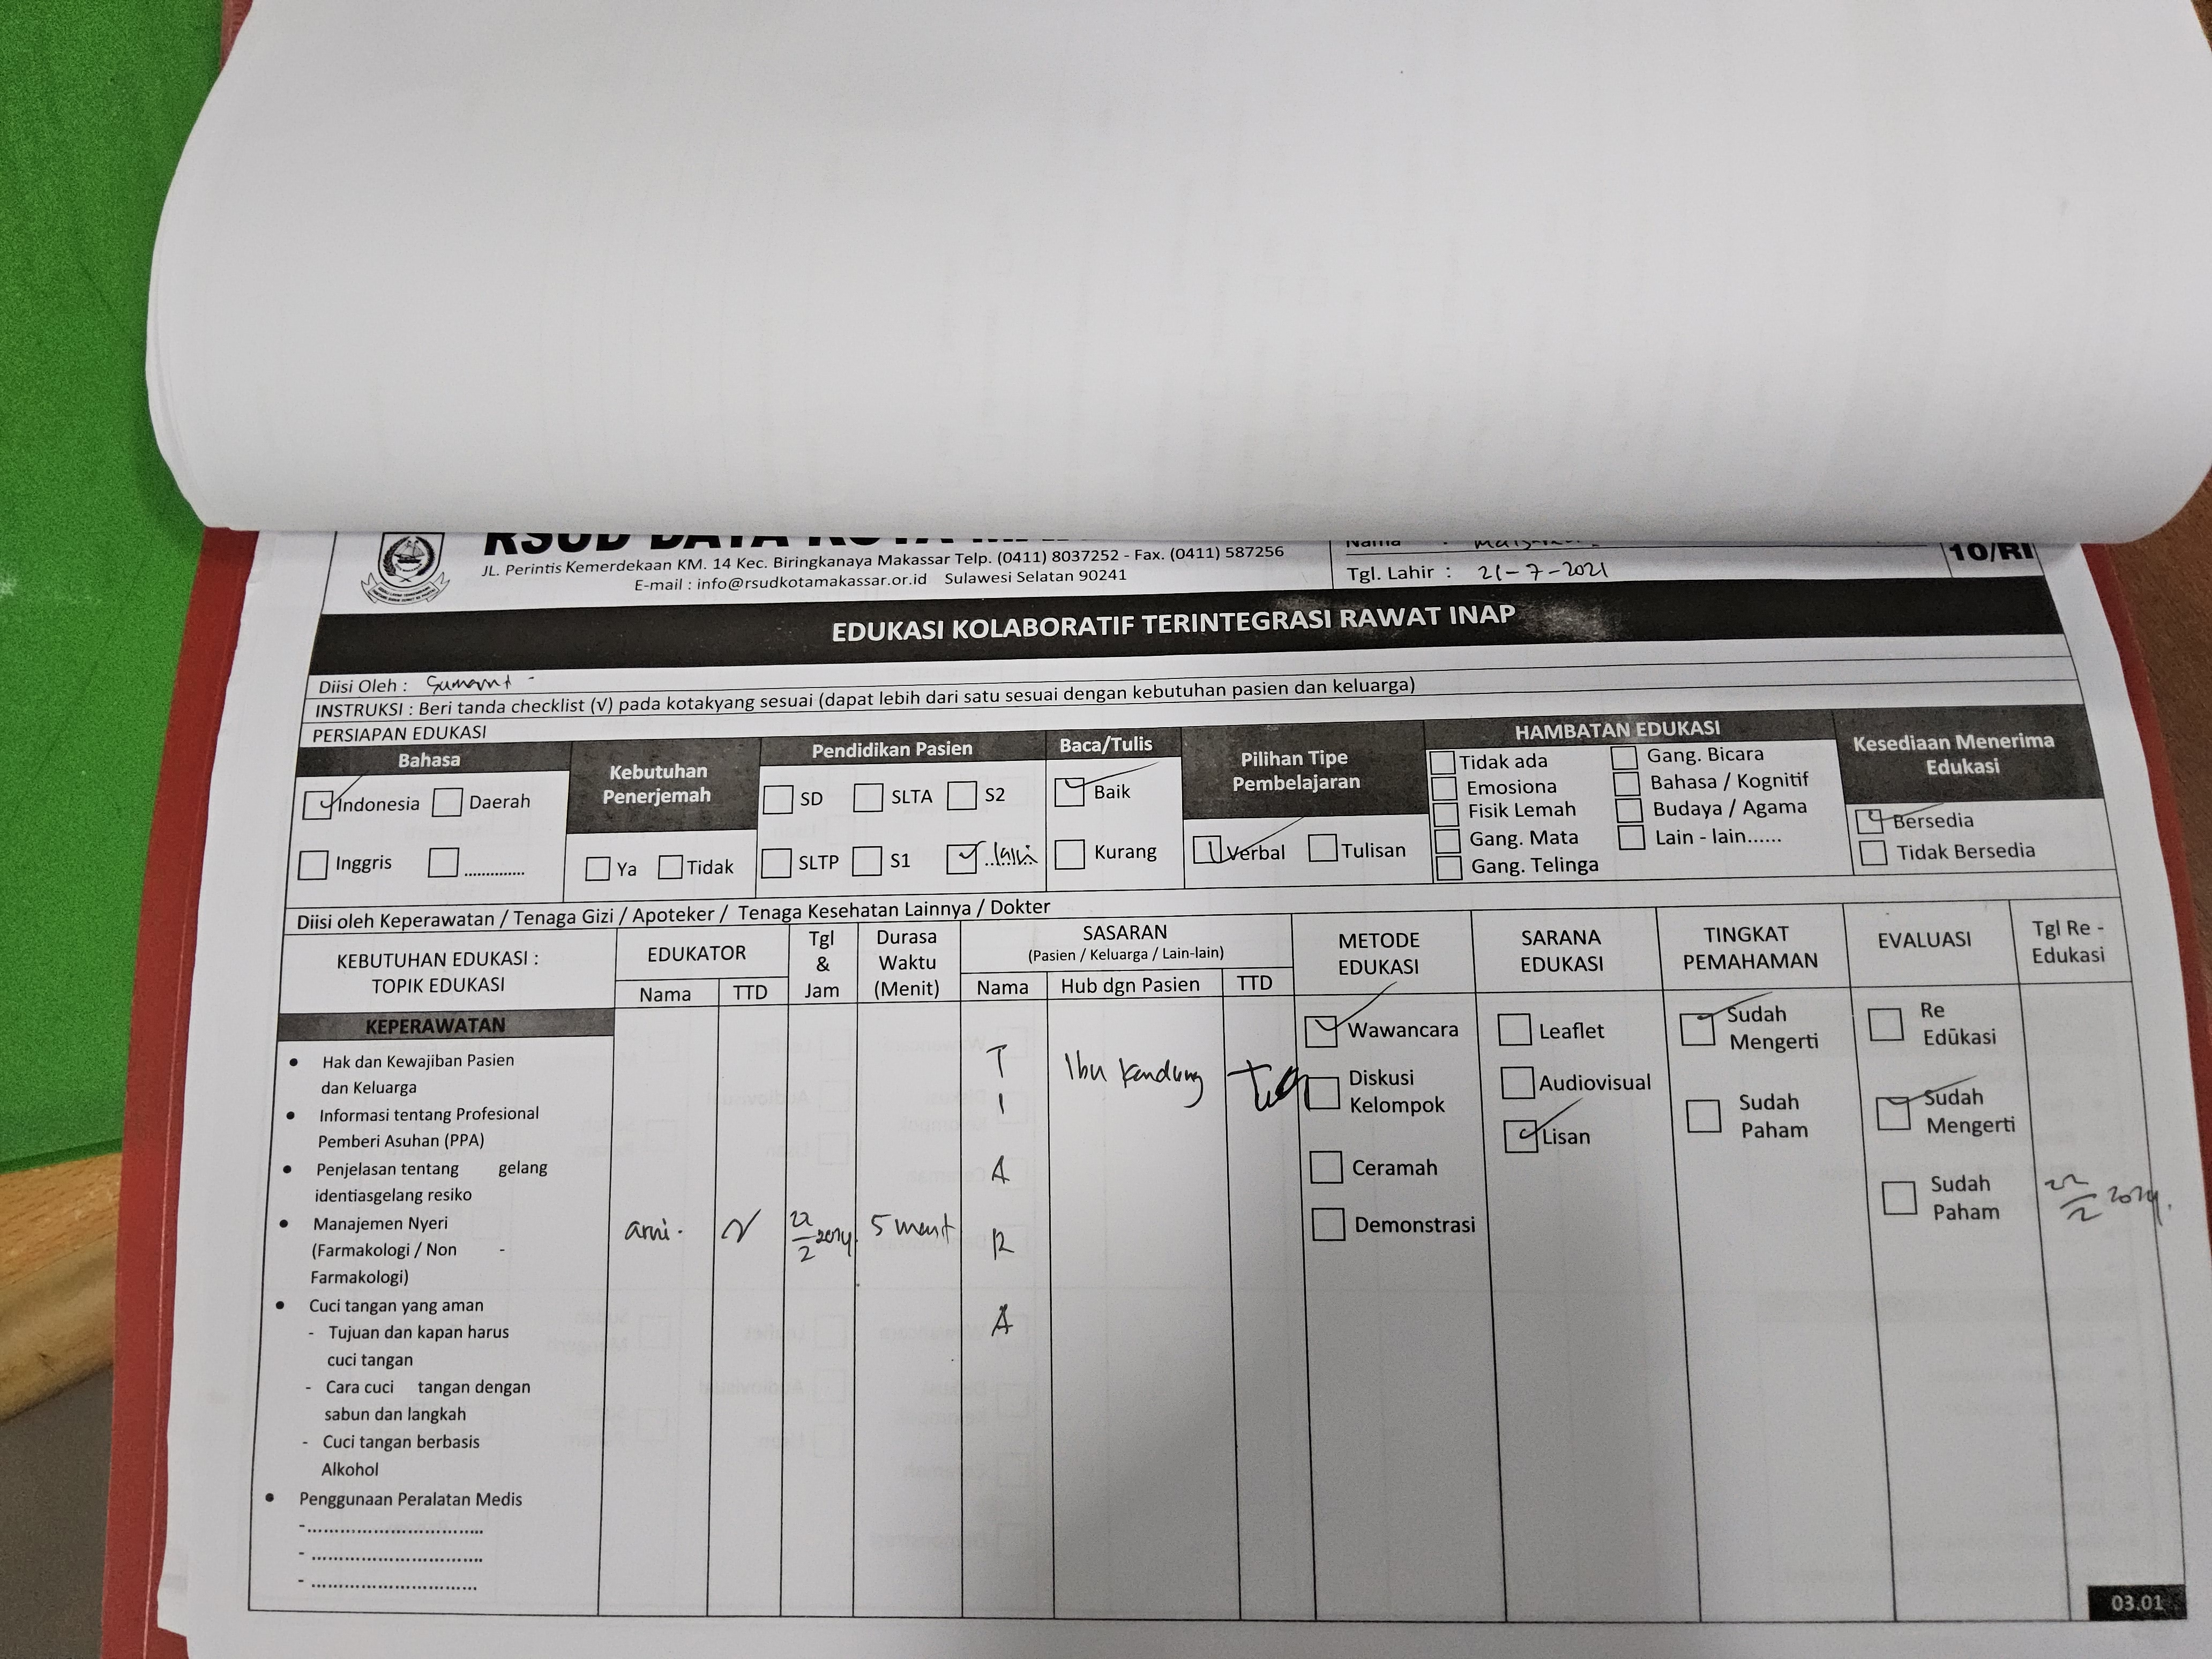 RSUD DAYA KOTA
JL. Perintis Kemerdekaan KM. 14 Kec. Biringkanaya Makassar Telp. (0411) 8037252 - Fax. (0411) 587256
E-mail : info@rsudkotamakassar.or.id Sulawesi Selatan 90241
Nama :
Tgl. Lahir : 21-7-2021
10/RI
EDUKASI KOLABORATIF TERINTEGRASI RAWAT INAP
Diisi Oleh :
INSTRUKSI : Beri tanda checklist (√) pada kotakyang sesuai (dapat lebih dari satu sesuai dengan kebutuhan pasien dan keluarga)
PERSIAPAN EDUKASI
Bahasa
Indonesia Daerah
Inggris ..............
Kebutuhan
Penerjemah
Ya Tidak
Pendidikan Pasien
SD SLTA S2
SLTP S1 ..lain
Baca/Tulis
Baik
Kurang
Pilihan Tipe
Pembelajaran
Verbal Tulisan
HAMBATAN EDUKASI
Tidak ada Gang. Bicara
Emosiona Bahasa / Kognitif
Fisik Lemah Budaya / Agama
Gang. Mata Lain - lain......
Gang. Telinga
Kesediaan Menerima
Edukasi
Bersedia
Tidak Bersedia
Diisi oleh Keperawatan / Tenaga Gizi / Apoteker / Tenaga Kesehatan Lainnya / Dokter
KEBUTUHAN EDUKASI :
TOPIK EDUKASI
EDUKATOR
Nama TTD
Tgl
&
Jam
Durasa
Waktu
(Menit)
SASARAN
(Pasien / Keluarga / Lain-lain)
Nama Hub dgn Pasien TTD
METODE
EDUKASI
SARANA
EDUKASI
TINGKAT
PEMAHAMAN
EVALUASI
Tgl Re -
Edukasi
KEPERAWATAN
• Hak dan Kewajiban Pasien
dan Keluarga
• Informasi tentang Profesional
Pemberi Asuhan (PPA)
• Penjelasan tentang gelang
identiasgelang resiko
• Manajemen Nyeri
(Farmakologi / Non -
Farmakologi)
• Cuci tangan yang aman
- Tujuan dan kapan harus
cuci tangan
- Cara cuci tangan dengan
sabun dan langkah
- Cuci tangan berbasis
Alkohol
• Penggunaan Peralatan Medis
-................................
- ...............................
- ..............................
arni.
22/2 2024
5 menit
T
I
A
R
A
Ibu kandung
Wawancara
Diskusi
Kelompok
Ceramah
Demonstrasi
Leaflet
Audiovisual
Lisan
Sudah
Mengerti
Sudah
Paham
Re
Edūkasi
Sudah
Mengerti
Sudah
Paham
22/2 2024.
03.01